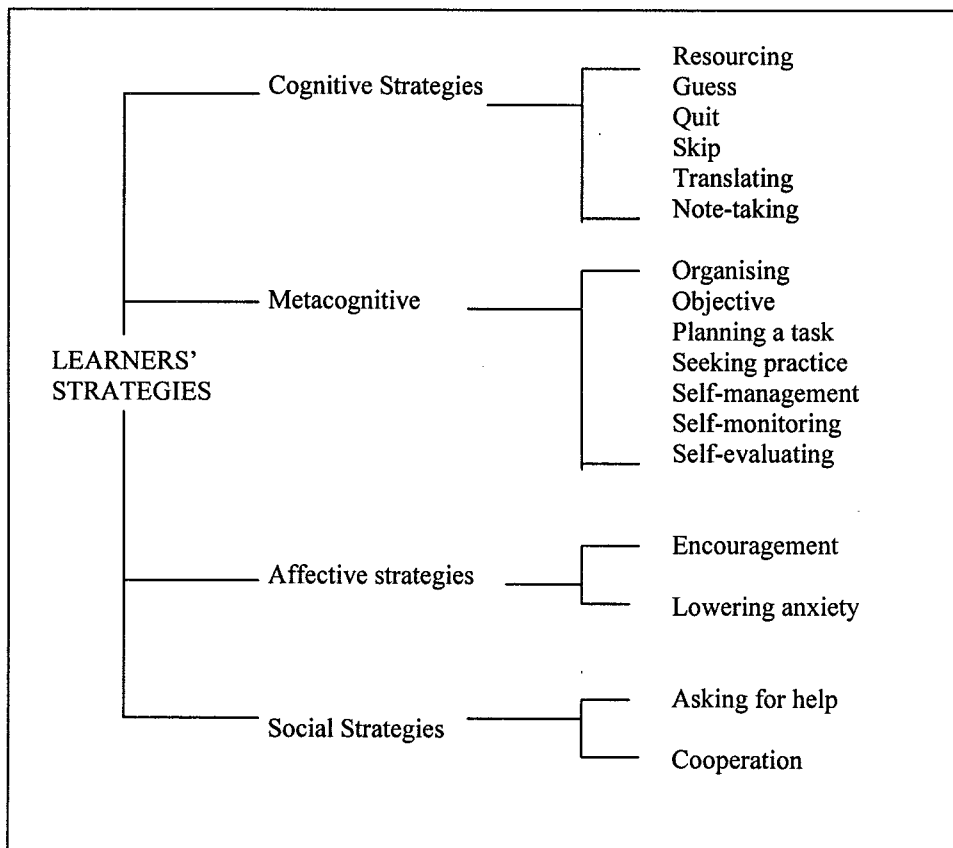 LEARNERS'
STRATEGIES
Cognitive Strategies
Resourcing
Guess
Quit
Skip
Translating
Note-taking
Metacognitive
Organising
Objective
Planning a task
Seeking practice
Self-management
Self-monitoring
Self-evaluating
Affective strategies
Encouragement
Lowering anxiety
Social Strategies
Asking for help
Cooperation